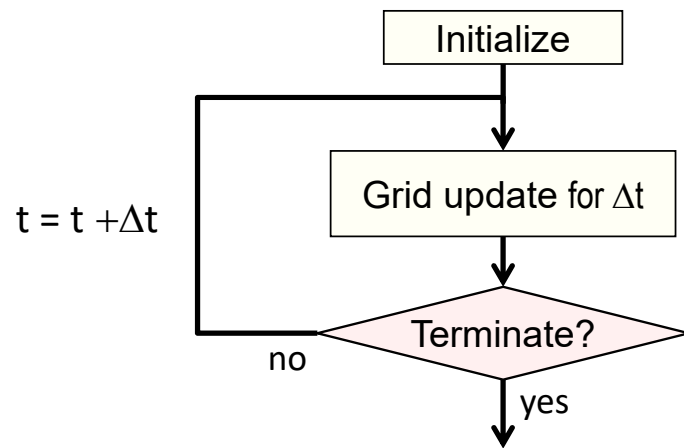 Initialize
Grid update for Δt
t = t +Δt
Terminate?
no
yes